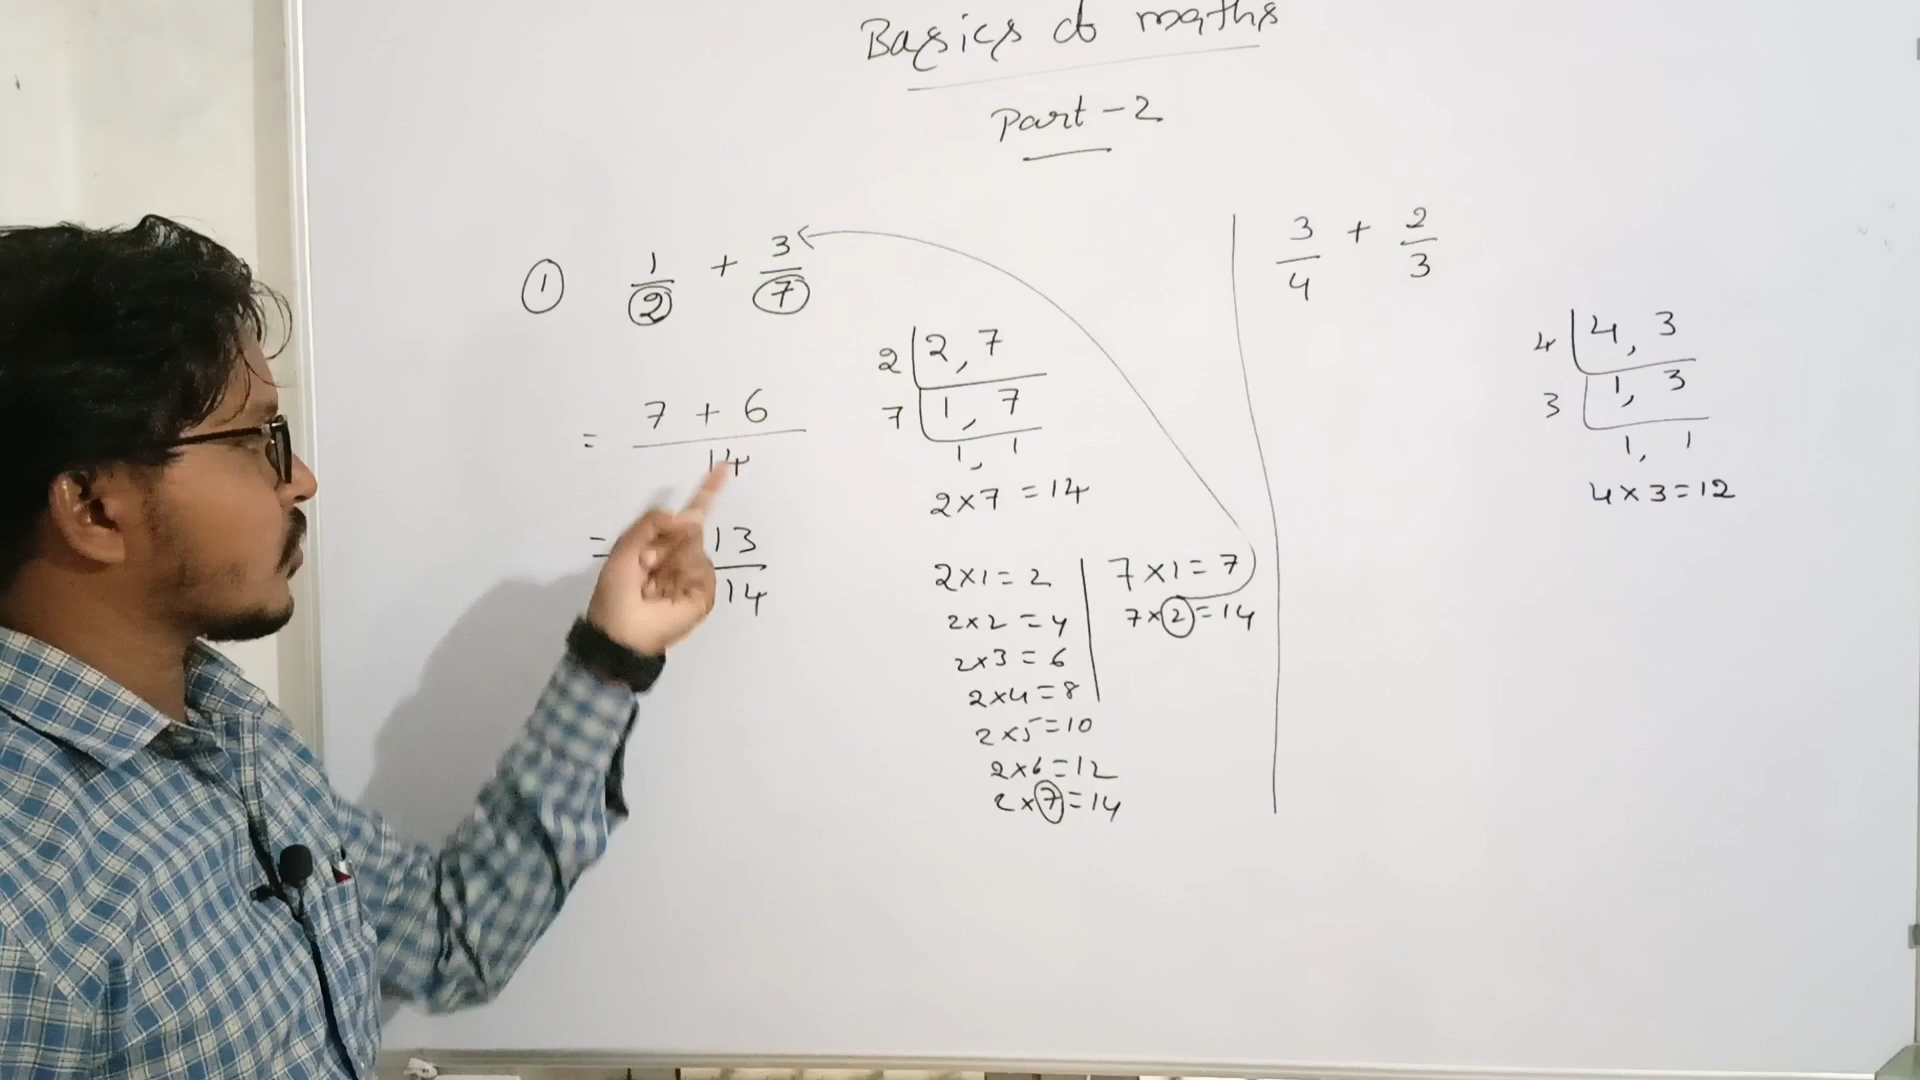 Basics of maths
Part-2
① 1/2 + 3/7
= 7 + 6 / 14
= 13/14
2 | 2, 7
7 | 1, 7
1, 1
2×7 = 14
2×1=2
2×2=4
2×3=6
2×4=8
2×5=10
2×6=12
2×7=14
7×1=7
7×2=14
3/4 + 2/3
4 | 4, 3
3 | 1, 3
1, 1
4×3=12